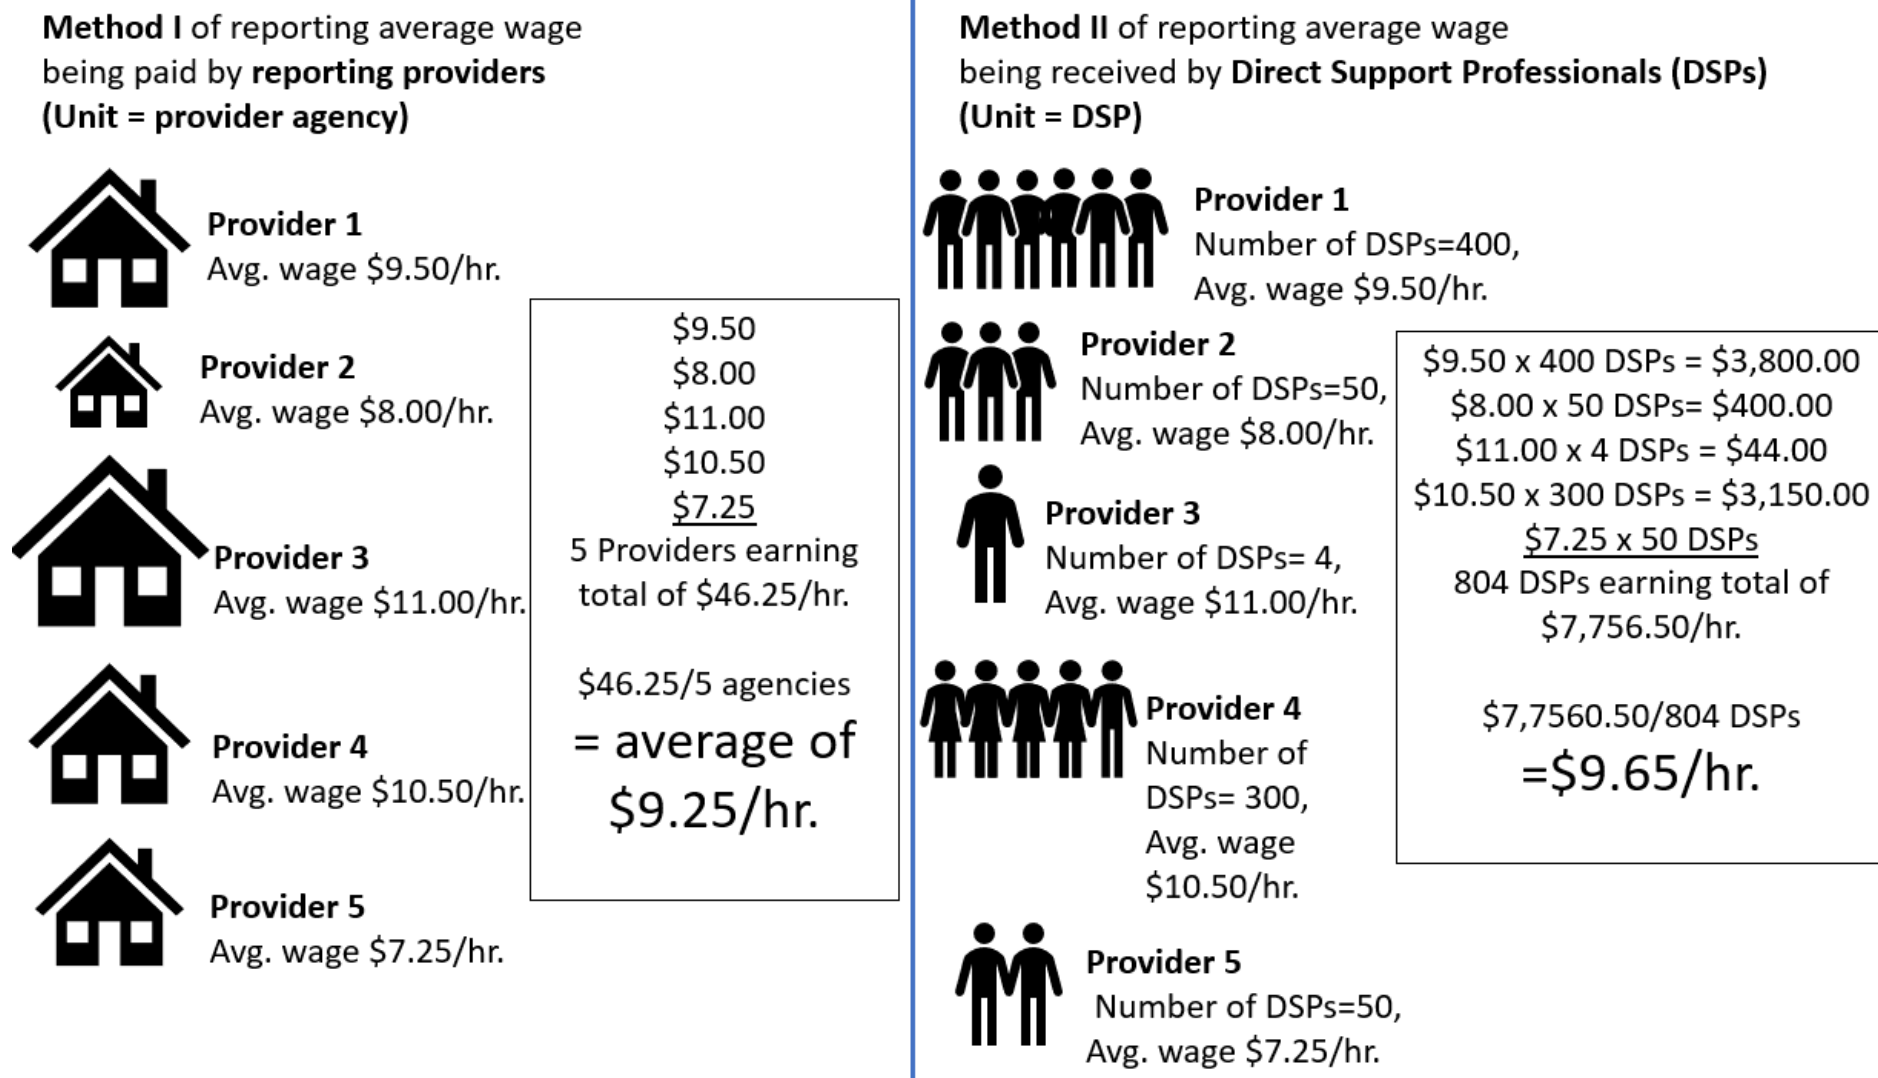 Method I of reporting average wage
being paid by reporting providers
(Unit = provider agency)
Provider 1
Avg. wage $9.50/hr.
Provider 2
Avg. wage $8.00/hr.
Provider 3
Avg. wage $11.00/hr.
Provider 4
Avg. wage $10.50/hr.
Provider 5
Avg. wage $7.25/hr.
$9.50
$8.00
$11.00
$10.50
$7.25
5 Providers earning
total of $46.25/hr.
$46.25/5 agencies
= average of
$9.25/hr.
Method II of reporting average wage
being received by Direct Support Professionals (DSPs)
(Unit = DSP)
Provider 1
Number of DSPs=400,
Avg. wage $9.50/hr.
Provider 2
Number of DSPs=50,
Avg. wage $8.00/hr.
Provider 3
Number of DSPs= 4,
Avg. wage $11.00/hr.
Provider 4
Number of
DSPs= 300,
Avg. wage
$10.50/hr.
Provider 5
Number of DSPs=50,
Avg. wage $7.25/hr.
$9.50 x 400 DSPs = $3,800.00
$8.00 x 50 DSPs= $400.00
$11.00 x 4 DSPs = $44.00
$10.50 x 300 DSPs = $3,150.00
$7.25 x 50 DSPs
804 DSPs earning total of
$7,756.50/hr.
$7,7560.50/804 DSPs
=$9.65/hr.